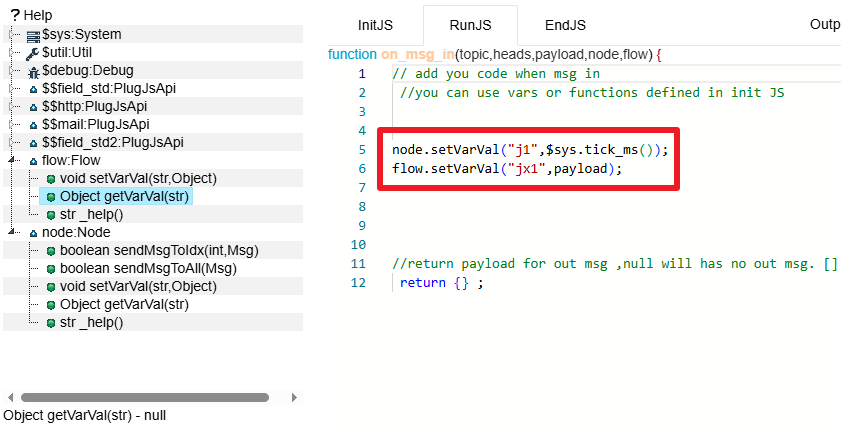 ? Help
$sys:System
$util:Util
$debug:Debug
$$field_std:PlugJsApi
$$http:PlugJsApi
$$mail:PlugJsApi
$$field_std2:PlugJsApi
flow:Flow
void setVarVal(str,Object)
Object getVarVal(str)
str _help()
node:Node
boolean sendMsgToIdx(int,Msg)
boolean sendMsgToAll(Msg)
void setVarVal(str,Object)
Object getVarVal(str)
str _help()
Object getVarVal(str) - null
InitJS RunJS EndJS Outp
function on_msg_in(topic,heads,payload,node,flow) {
1 // add you code when msg in
2 //you can use vars or functions defined in init JS
3
4
5 node.setVarVal("j1",$sys.tick_ms());
6 flow.setVarVal("jx1",payload);
7
8
9
10
11 //return payload for out msg ,null will has no out msg. []
12 return {} ;